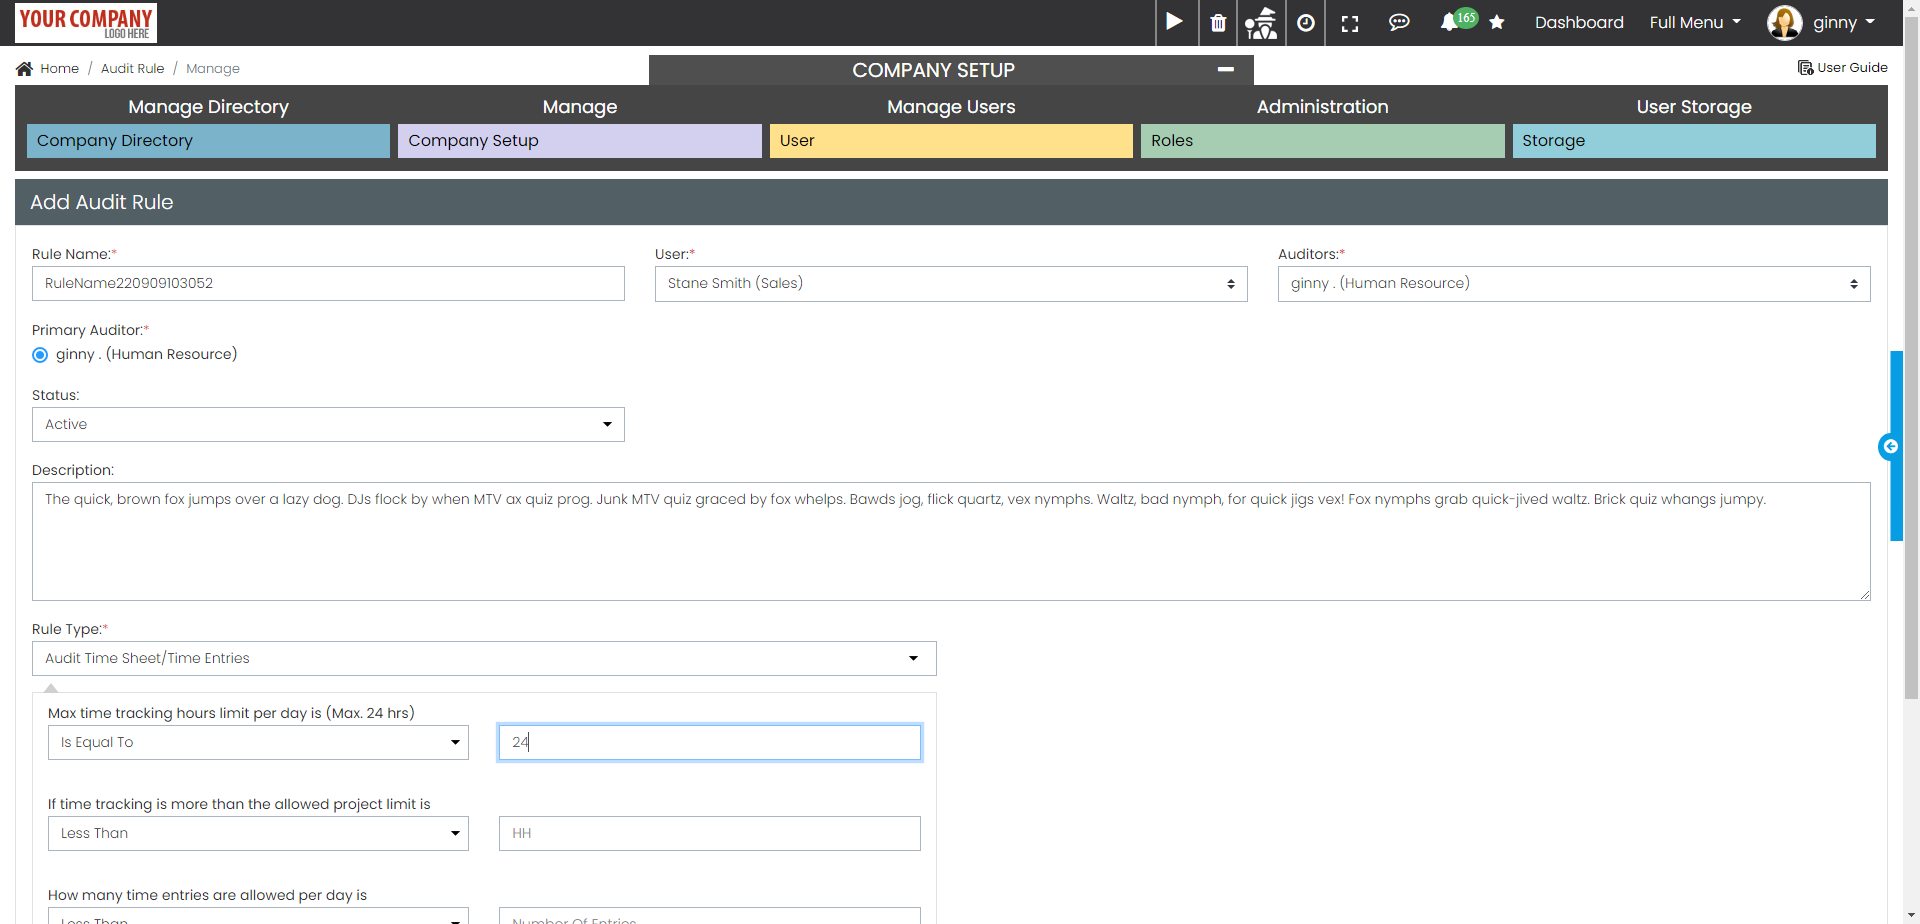 YOUR COMPANY
LOGO HERE
165
Dashboard
Full Menu
ginny
Home / Audit Rule / Manage
COMPANY SETUP
User Guide
Manage Directory
Manage
Manage Users
Administration
User Storage
Company Directory
Company Setup
User
Roles
Storage
Add Audit Rule
Rule Name:*
User:*
Auditors:*
RuleName220909103052
Stane Smith (Sales)
ginny . (Human Resource)
Primary Auditor:*
ginny . (Human Resource)
Status:
Active
Description:
The quick, brown fox jumps over a lazy dog. DJs flock by when MTV ax quiz prog. Junk MTV quiz graced by fox whelps. Bawds jog, flick quartz, vex nymphs. Waltz, bad nymph, for quick jigs vex! Fox nymphs grab quick-jived waltz. Brick quiz whangs jumpy.
Rule Type:*
Audit Time Sheet/Time Entries
Max time tracking hours limit per day is (Max. 24 hrs)
Is Equal To
24
If time tracking is more than the allowed project limit is
Less Than
HH
How many time entries are allowed per day is
Less Than
Number Of Entries